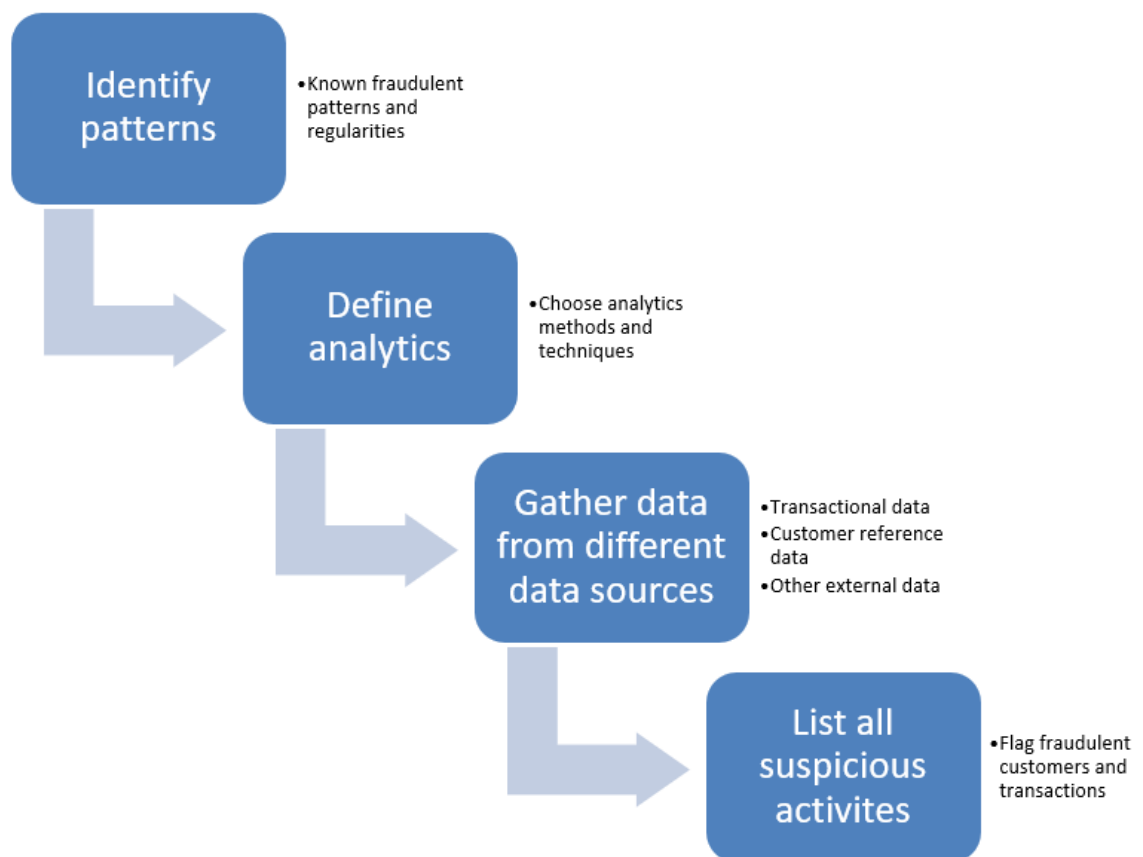 Identify
patterns
•Known fraudulent
patterns and
regularities
Define
analytics
•Choose analytics
methods and
techniques
Gather data
from different
data sources
•Transactional data
•Customer reference
data
•Other external data
List all
suspicious
activites
•Flag fraudulent
customers and
transactions